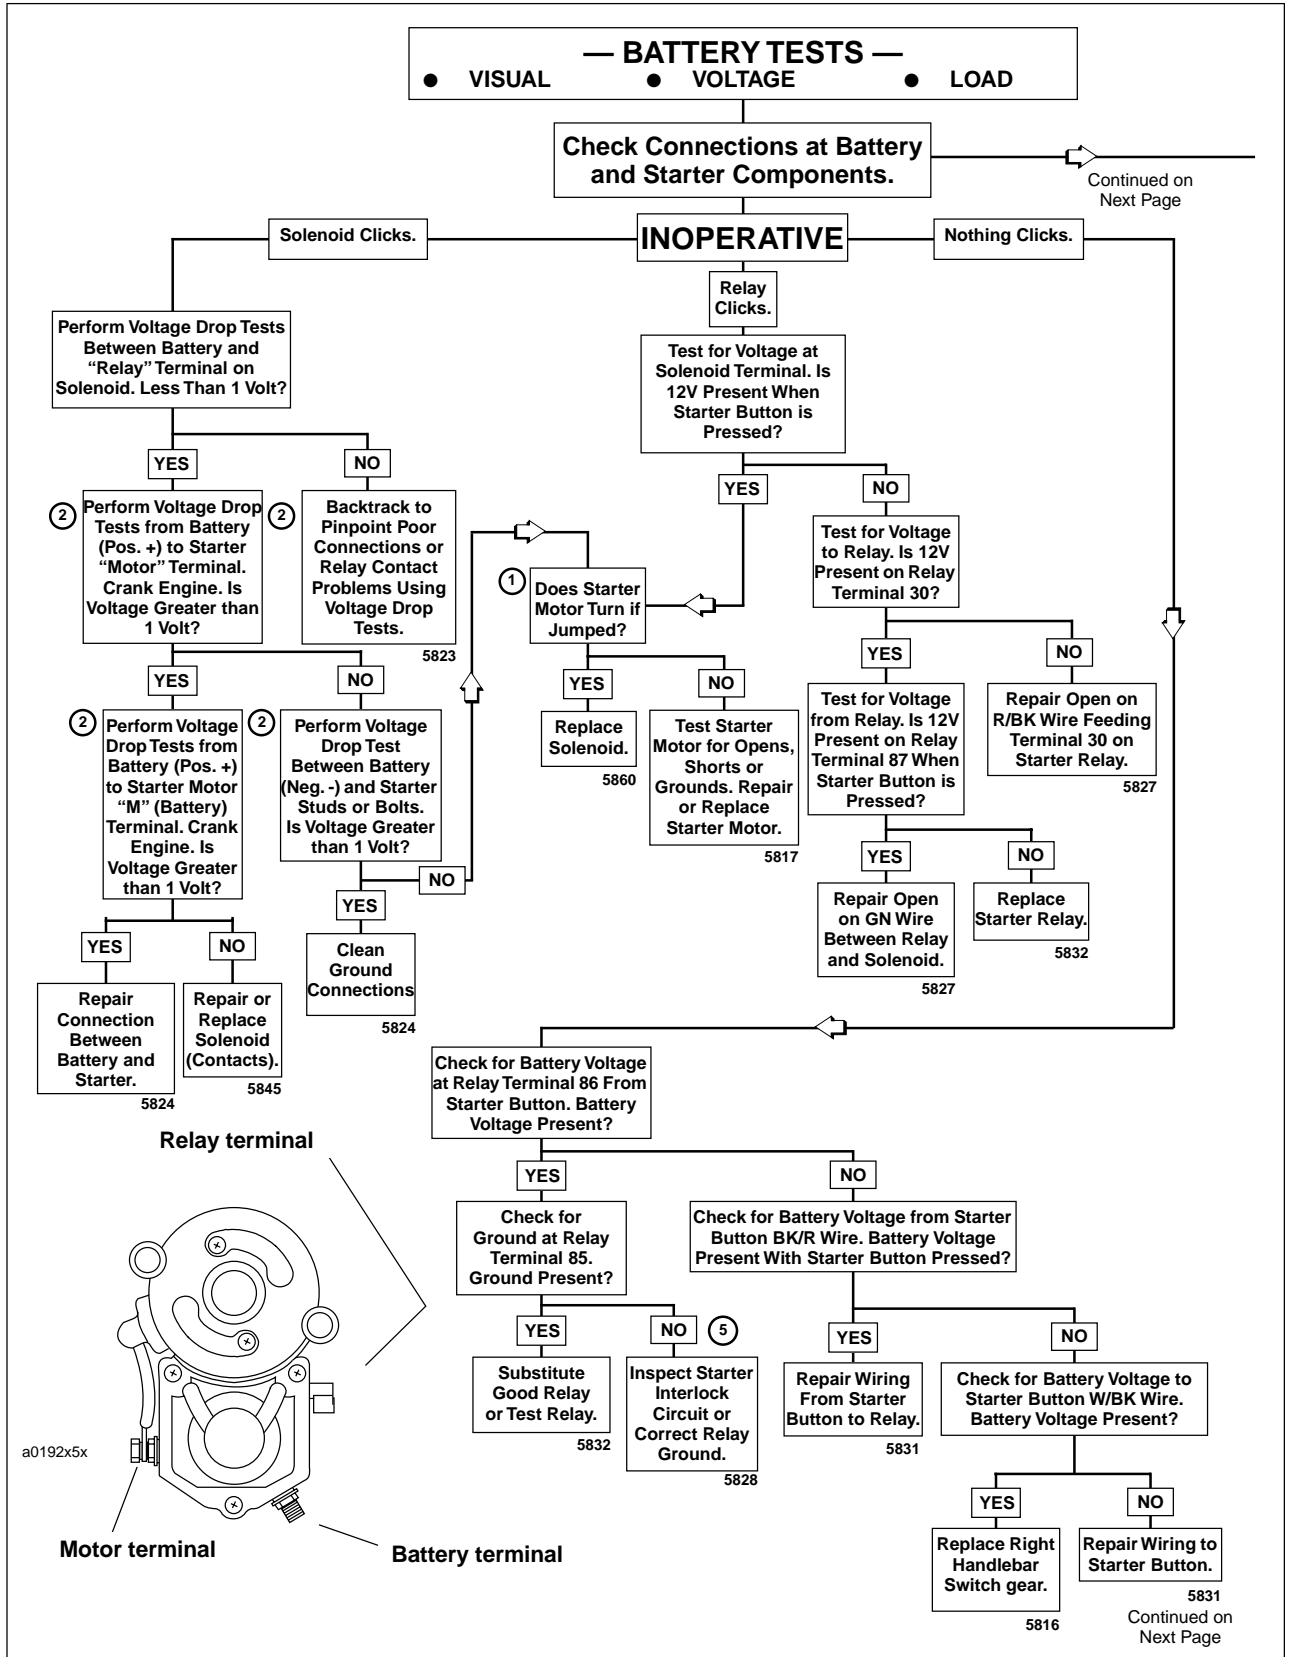 — BATTERY TESTS —
● VISUAL ● VOLTAGE ● LOAD
Check Connections at Battery
and Starter Components.
Continued on
Next Page
Solenoid Clicks.
INOPERATIVE
Nothing Clicks.
Relay
Clicks.
Perform Voltage Drop Tests
Between Battery and
“Relay” Terminal on
Solenoid. Less Than 1 Volt?
Test for Voltage at
Solenoid Terminal. Is
12V Present When
Starter Button is
Pressed?
YES
NO
YES
NO
2
Perform Voltage Drop
Tests from Battery
(Pos. +) to Starter
“Motor” Terminal.
Crank Engine. Is
Voltage Greater than
1 Volt?
2
Backtrack to
Pinpoint Poor
Connections or
Relay Contact
Problems Using
Voltage Drop
Tests.
5823
1
Does Starter
Motor Turn if
Jumped?
Test for Voltage
to Relay. Is 12V
Present on Relay
Terminal 30?
YES
NO
YES
NO
YES
NO
2
Perform Voltage
Drop Tests from
Battery (Pos. +)
to Starter Motor
“M” (Battery)
Terminal. Crank
Engine. Is
Voltage Greater
than 1 Volt?
2
Perform Voltage
Drop Test
Between Battery
(Neg. -) and Starter
Studs or Bolts.
Is Voltage Greater
than 1 Volt?
Replace
Solenoid.
5860
Test Starter
Motor for Opens,
Shorts or
Grounds. Repair
or Replace
Starter Motor.
5817
Test for Voltage
from Relay. Is 12V
Present on Relay
Terminal 87 When
Starter Button is
Pressed?
Repair Open on
R/BK Wire Feeding
Terminal 30 on
Starter Relay.
5827
NO
YES
YES
NO
YES
NO
Repair
Connection
Between
Battery and
Starter.
5824
Repair or
Replace
Solenoid
(Contacts).
5845
Clean
Ground
Connections
5824
Repair Open
on GN Wire
Between Relay
and Solenoid.
5827
Replace
Starter Relay.
5832
Check for Battery Voltage
at Relay Terminal 86 From
Starter Button. Battery
Voltage Present?
YES
NO
Check for
Ground at Relay
Terminal 85.
Ground Present?
Check for Battery Voltage from Starter
Button BK/R Wire. Battery Voltage
Present With Starter Button Pressed?
YES
NO
5
YES
NO
Substitute
Good Relay
or Test Relay.
5832
Inspect Starter
Interlock
Circuit or
Correct Relay
Ground.
5828
Repair Wiring
From Starter
Button to Relay.
5831
Check for Battery Voltage to
Starter Button W/BK Wire.
Battery Voltage Present?
YES
NO
Replace Right
Handlebar
Switch gear.
5816
Repair Wiring to
Starter Button.
5831
Continued on
Next Page
Relay terminal
a0192x5x
Motor terminal
Battery terminal